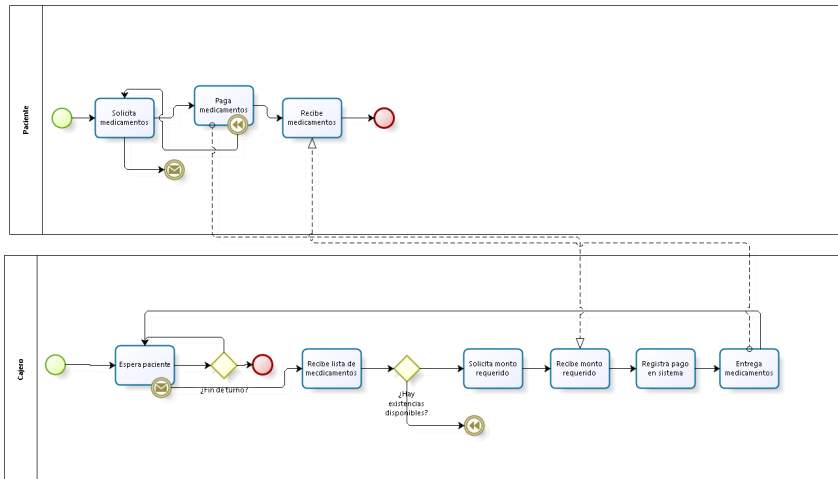 Paciente
Solicita
medicamentos
Paga
medicamentos
Recibe
medicamentos
Cajero
Espera paciente
¿Fin de turno?
Recibe lista de
medcdicamentos
¿Hay
existencias
disponibles?
Solicita monto
requerido
Recibe monto
requerido
Registra pago
en sistema
Entrega
medicamentos